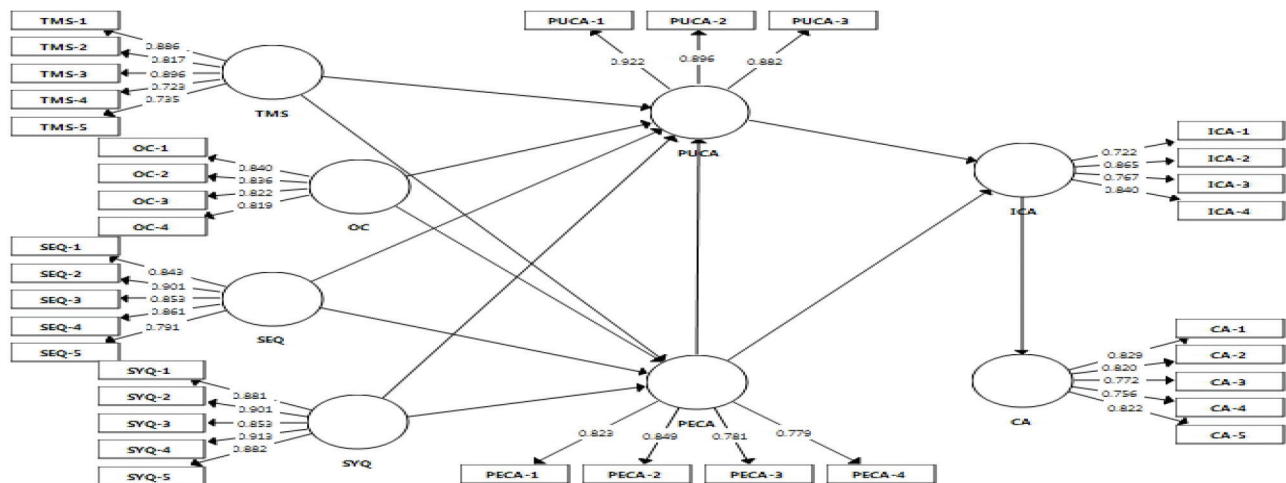 TMS-1
TMS-2
TMS-3
TMS-4
TMS-5
0.886
0.817
0.896
0.723
0.735
TMS
OC-1
OC-2
OC-3
OC-4
0.840
0.836
0.822
0.819
OC
SEQ-1
SEQ-2
SEQ-3
SEQ-4
SEQ-5
0.843
0.901
0.853
0.861
0.791
SEQ
SYQ-1
SYQ-2
SYQ-3
SYQ-4
SYQ-5
0.881
0.901
0.853
0.913
0.882
SYQ
PUCA-1 PUCA-2 PUCA-3
0.922 0.896 0.882
PUCA
PECA
0.823 0.849 0.781 0.779
PECA-1 PECA-2 PECA-3 PECA-4
ICA
0.722
0.865
0.767
0.840
ICA-1
ICA-2
ICA-3
ICA-4
CA
0.829
0.820
0.772
0.756
0.822
CA-1
CA-2
CA-3
CA-4
CA-5